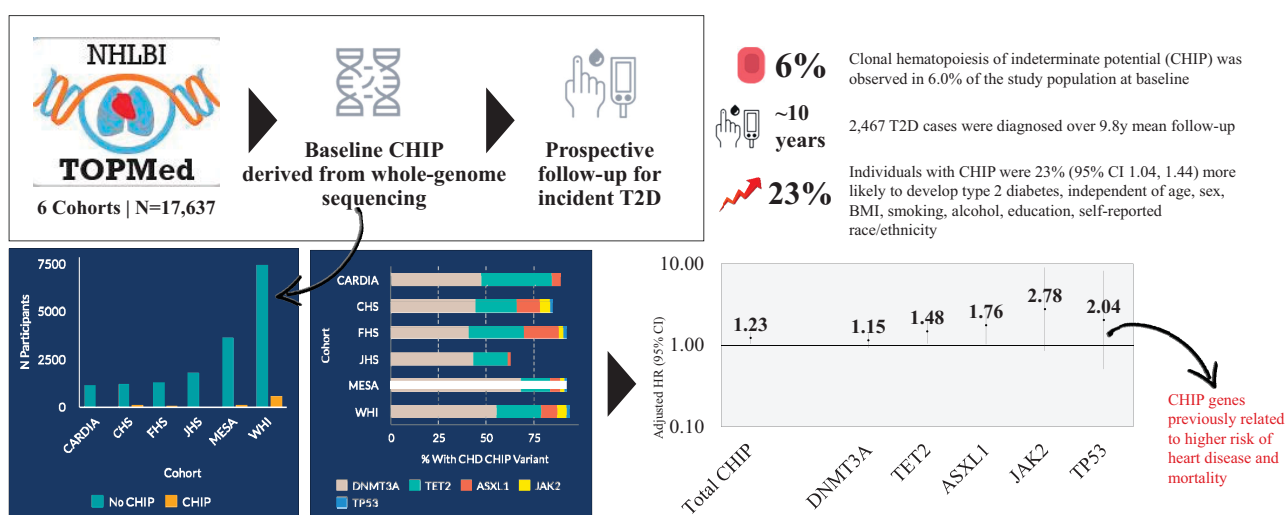 NHLBI
TOPMed
6 Cohorts | N=17,637
Baseline CHIP
derived from whole-genome
sequencing
Prospective
follow-up for
incident T2D
6%
Clonal hematopoiesis of indeterminate potential (CHIP) was
observed in 6.0% of the study population at baseline
~10
years
2,467 T2D cases were diagnosed over 9.8y mean follow-up
23%
Individuals with CHIP were 23% (95% CI 1.04, 1.44) more
likely to develop type 2 diabetes, independent of age, sex,
BMI, smoking, alcohol, education, self-reported
race/ethnicity
N Participants
7500
5000
2500
0
CARDIA
CHS
FHS
JHS
MESA
WHI
Cohort
No CHIP
CHIP
Cohort
CARDIA
CHS
FHS
JHS
MESA
WHI
0 25 50 75
% With CHD CHIP Variant
DNMT3A TET2 ASXL1 JAK2
TP53
Adjusted HR (95% CI)
10.00
1.00
0.10
1.23
1.15
1.48
1.76
2.78
2.04
Total CHIP
DNMT3A
TET2
ASXL1
JAK2
TP53
CHIP genes
previously related
to higher risk of
heart disease and
mortality